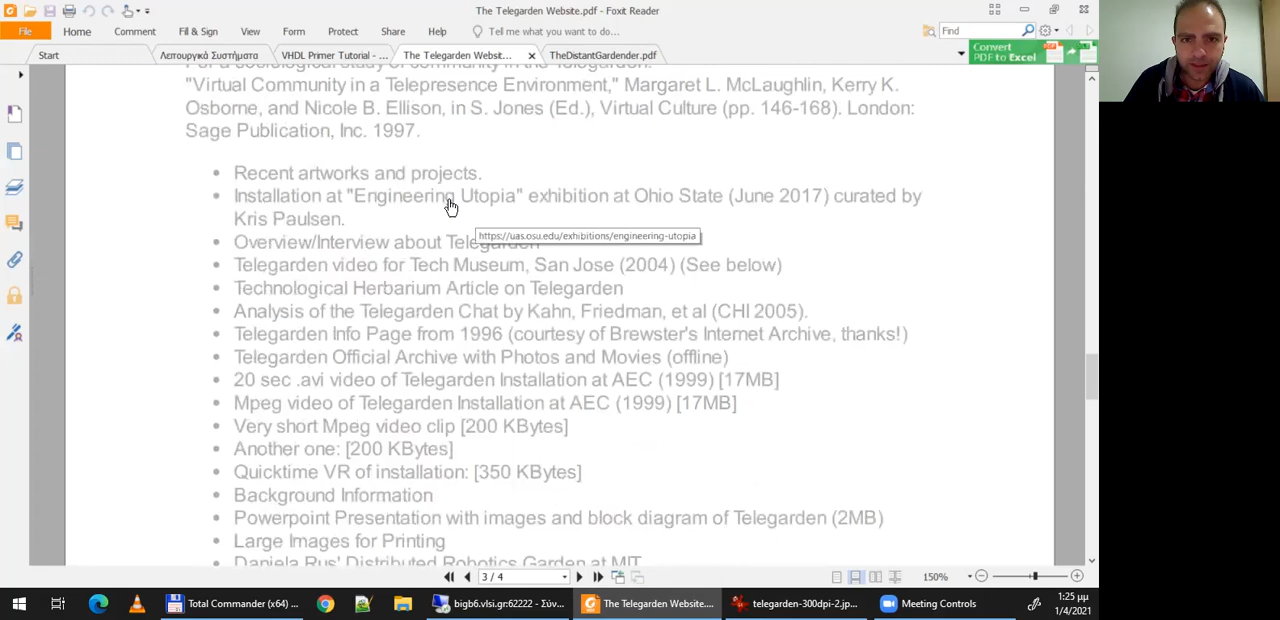 The Telegarden Website.pdf - Foxit Reader
File Home Comment Fill & Sign View Form Protect Share Help Tell me what you want to do... Find
Start Λειτουργικά Συστήματα VHDL Primer Tutorial - ... The Telegarden Websit... × TheDistantGardender.pdf
Convert
PDF to Excel
"Virtual Community in a Telepresence Environment," Margaret L. McLaughlin, Kerry K.
Osborne, and Nicole B. Ellison, in S. Jones (Ed.), Virtual Culture (pp. 146-168). London:
Sage Publication, Inc. 1997.
• Recent artworks and projects.
• Installation at "Engineering Utopia" exhibition at Ohio State (June 2017) curated by
Kris Paulsen.
https://uas.osu.edu/exhibitions/engineering-utopia
• Overview/Interview about Telegarden
• Telegarden video for Tech Museum, San Jose (2004) (See below)
• Technological Herbarium Article on Telegarden
• Analysis of the Telegarden Chat by Kahn, Friedman, et al (CHI 2005).
• Telegarden Info Page from 1996 (courtesy of Brewster's Internet Archive, thanks!)
• Telegarden Official Archive with Photos and Movies (offline)
• 20 sec .avi video of Telegarden Installation at AEC (1999) [17MB]
• Mpeg video of Telegarden Installation at AEC (1999) [17MB]
• Very short Mpeg video clip [200 KBytes]
• Another one: [200 KBytes]
• Quicktime VR of installation: [350 KBytes]
• Background Information
• Powerpoint Presentation with images and block diagram of Telegarden (2MB)
• Large Images for Printing
• Daniela Rus' Distributed Robotics Garden at MIT
3 / 4 150%
Total Commander (x64) ... bigb6.vlsi.gr:62222 - Σύν... The Telegarden Website.... telegarden-300dpi-2.jp... Meeting Controls
1:25 μμ
1/4/2021